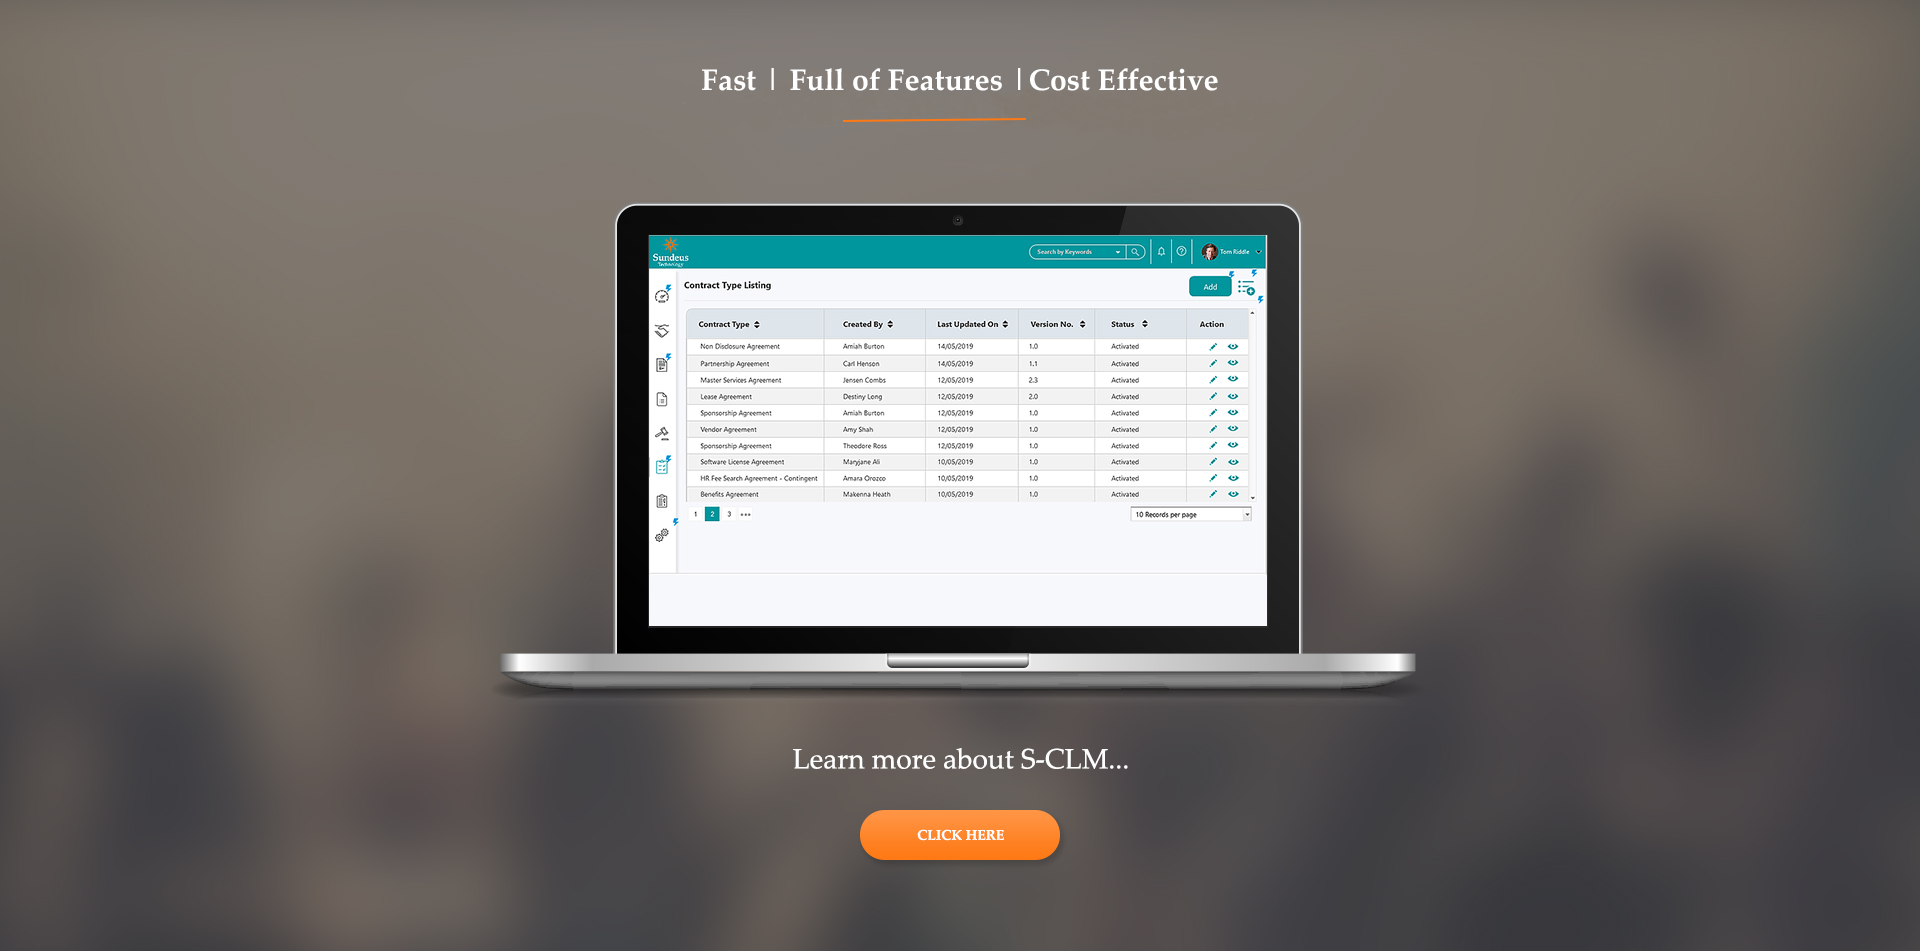 Fast | Full of Features | Cost Effective
Sundeus
Technology
Search by Keywords
Tom Riddle
Contract Type Listing
Add
Contract Type Created By Last Updated On Version No. Status Action
Non Disclosure Agreement Amiah Burton 14/05/2019 1.0 Activated
Partnership Agreement Carl Henson 14/05/2019 1.1 Activated
Master Services Agreement Jensen Combs 12/05/2019 2.3 Activated
Lease Agreement Destiny Long 12/05/2019 2.0 Activated
Sponsorship Agreement Amiah Burton 12/05/2019 1.0 Activated
Vendor Agreement Amy Shah 12/05/2019 1.0 Activated
Sponsorship Agreement Theodore Ross 12/05/2019 1.0 Activated
Software License Agreement Maryjane Ali 10/05/2019 1.0 Activated
HR Fee Search Agreement - Contingent Amara Orozco 10/05/2019 1.0 Activated
Benefits Agreement Makenna Heath 10/05/2019 1.0 Activated
1 2 3 ••• 10 Records per page
Learn more about S-CLM...
CLICK HERE